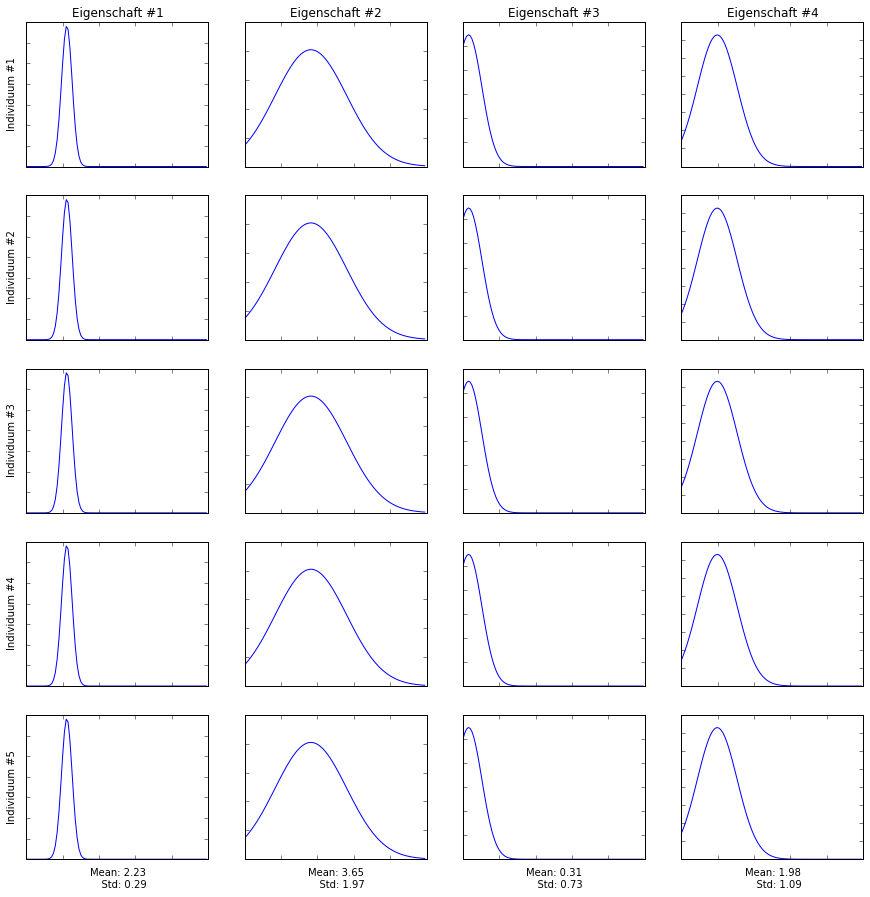 Eigenschaft #1
Eigenschaft #2
Eigenschaft #3
Eigenschaft #4
Individuum #1
Individuum #2
Individuum #3
Individuum #4
Individuum #5
Mean: 2.23
Std: 0.29
Mean: 3.65
Std: 1.97
Mean: 0.31
Std: 0.73
Mean: 1.98
Std: 1.09